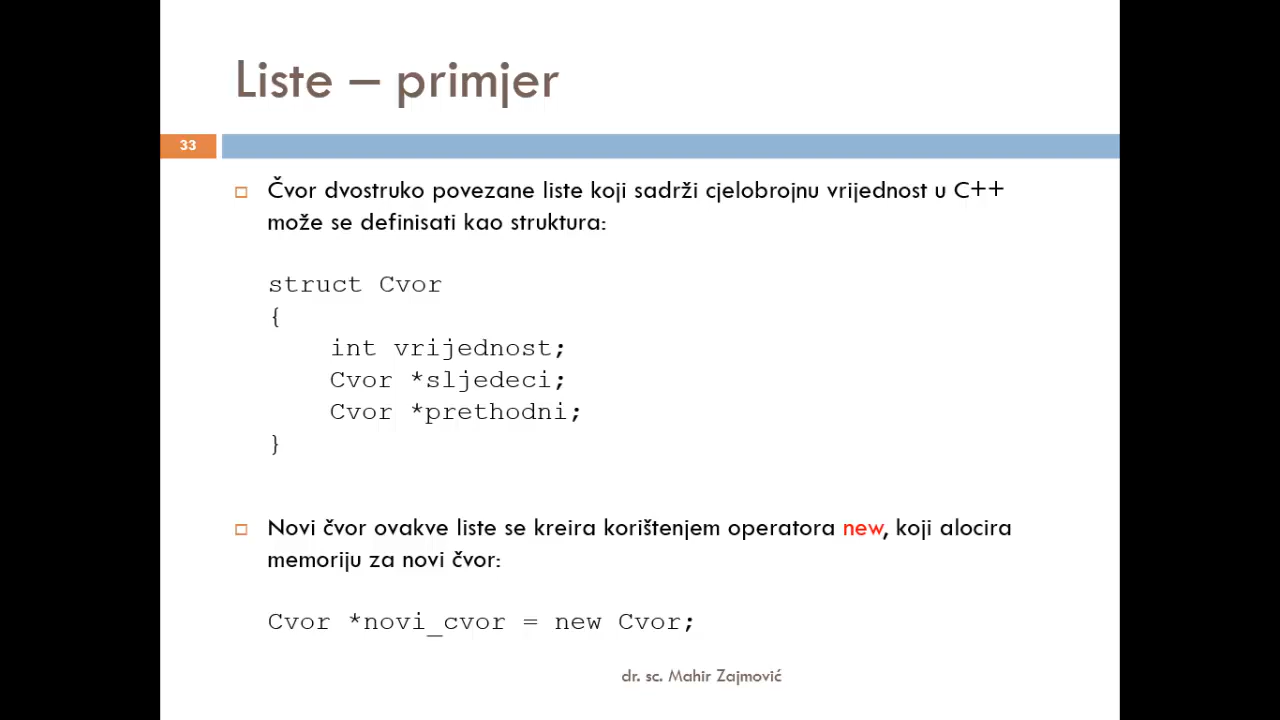 Liste – primjer
33
Čvor dvostruko povezane liste koji sadrži cjelobrojnu vrijednost u C++
može se definisati kao struktura:
struct Cvor
{
int vrijednost;
Cvor *sljedeci;
Cvor *prethodni;
}
Novi čvor ovakve liste se kreira korištenjem operatora new, koji alocira
memoriju za novi čvor:
Cvor *novi_cvor = new Cvor;
dr. sc. Mahir Zajmović